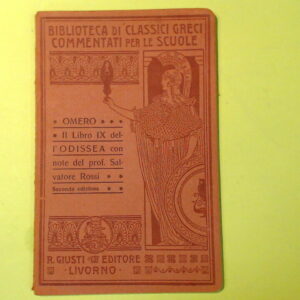 BIBLIOTECA DI CLASSICI GRECI
COMMENTATI PER LE SCUOLE
OMERO
Il Libro IX del-
l'ODISSEA con
note del prof. Sal-
vatore Rossi
Seconda edizione
R. GIUSTI EDITORE
LIVORNO